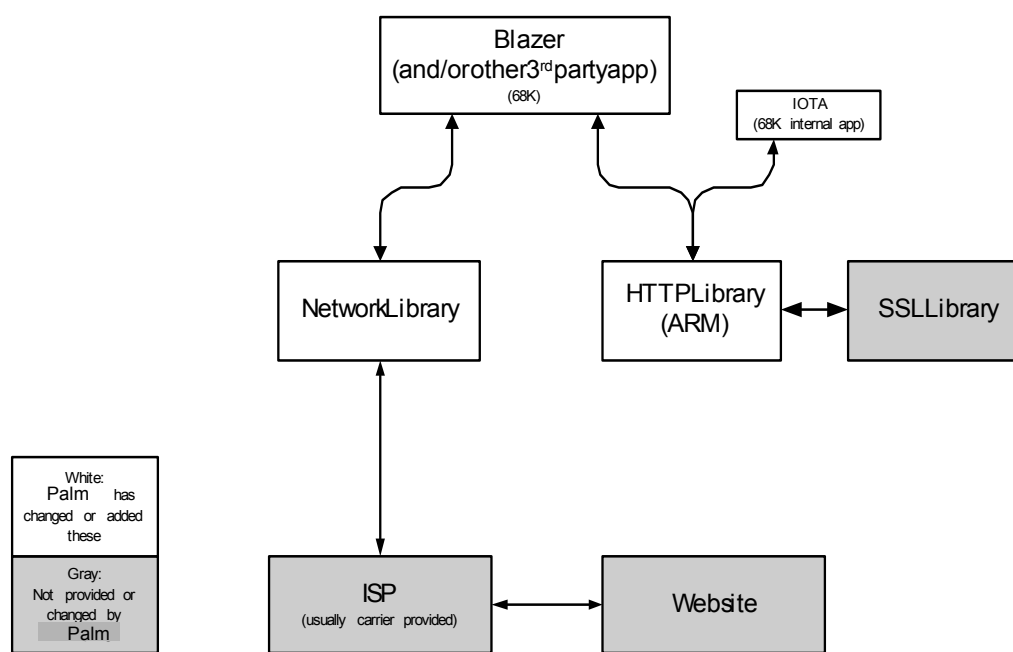 Blazer
(and/orother3rdpartyapp)
(68K)
IOTA
(68K internal app)
NetworkLibrary
HTTPLibrary
(ARM)
SSLLibrary
White:
Palm has
changed or added
these
Gray:
Not provided or
changed by
Palm
ISP
(usually carrier provided)
Website